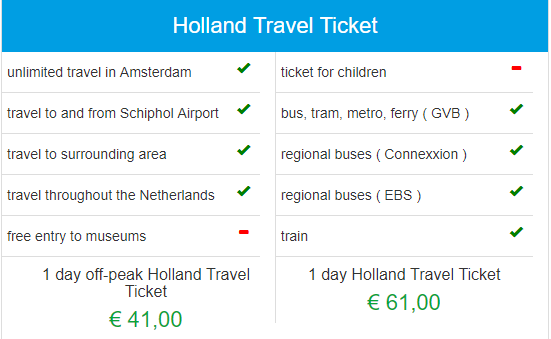 Holland Travel Ticket
unlimited travel in Amsterdam
travel to and from Schiphol Airport
travel to surrounding area
travel throughout the Netherlands
free entry to museums
1 day off-peak Holland Travel
Ticket
€ 41,00
ticket for children
bus, tram, metro, ferry ( GVB )
regional buses ( Connexxion )
regional buses ( EBS )
train
1 day Holland Travel Ticket
€ 61,00